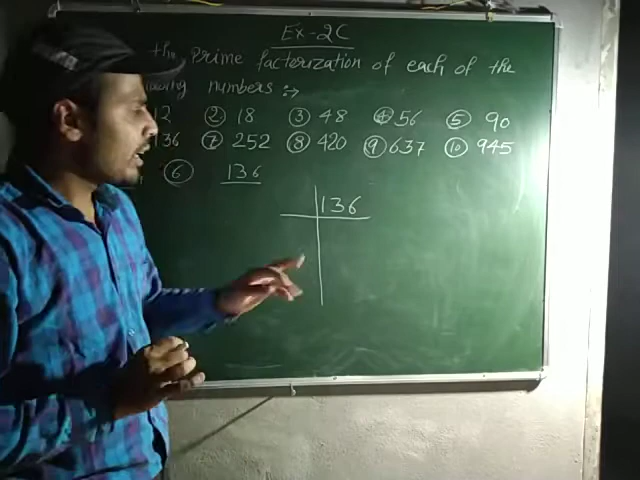 Ex-2C
the Prime factorization of each of the
numbers :-
12 ② 18 ③ 48 ④ 56 ⑤ 90
136 ⑦ 252 ⑧ 420 ⑨ 637 ⑩ 945
⑥ 136
136